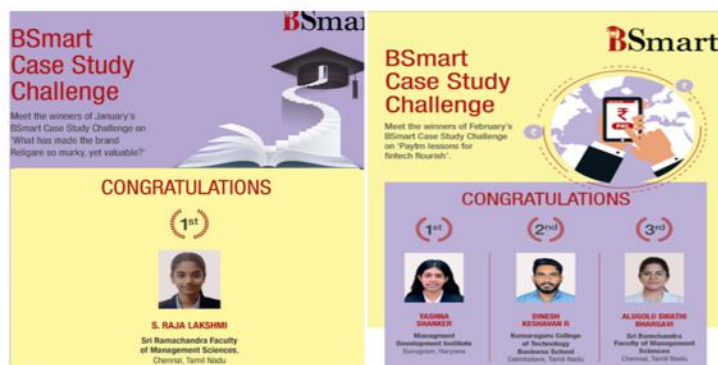 BSmar
BSmart
Case Study
Challenge
Meet the winners of January's
BSmart Case Study Challenge on
'What has made the brand
Religare so murky, yet valuable?'
CONGRATULATIONS
1st
S. RAJA LAKSHMI
Sri Ramachandra Faculty
of Management Sciences,
Chennai, Tamil Nadu
BSmart
BSmart
Case Study
Challenge
Meet the winners of February's
BSmart Case Study Challenge
on 'Paytm lessons for
fintech flourish'.
₹
PAY
CONGRATULATIONS
1st
YASHNA
SHANKER
Managment
Development Institute
Gurugram, Haryana
2nd
DINESH
KESHAVAN R
Kumaraguru College
of Technology
Business School
Coimbatore, Tamil Nadu
3rd
ALUGOLU SWATHI
BHARGAVI
Sri Ramchandra
Faculty of Management
Sciences
Chennai, Tamil Nadu